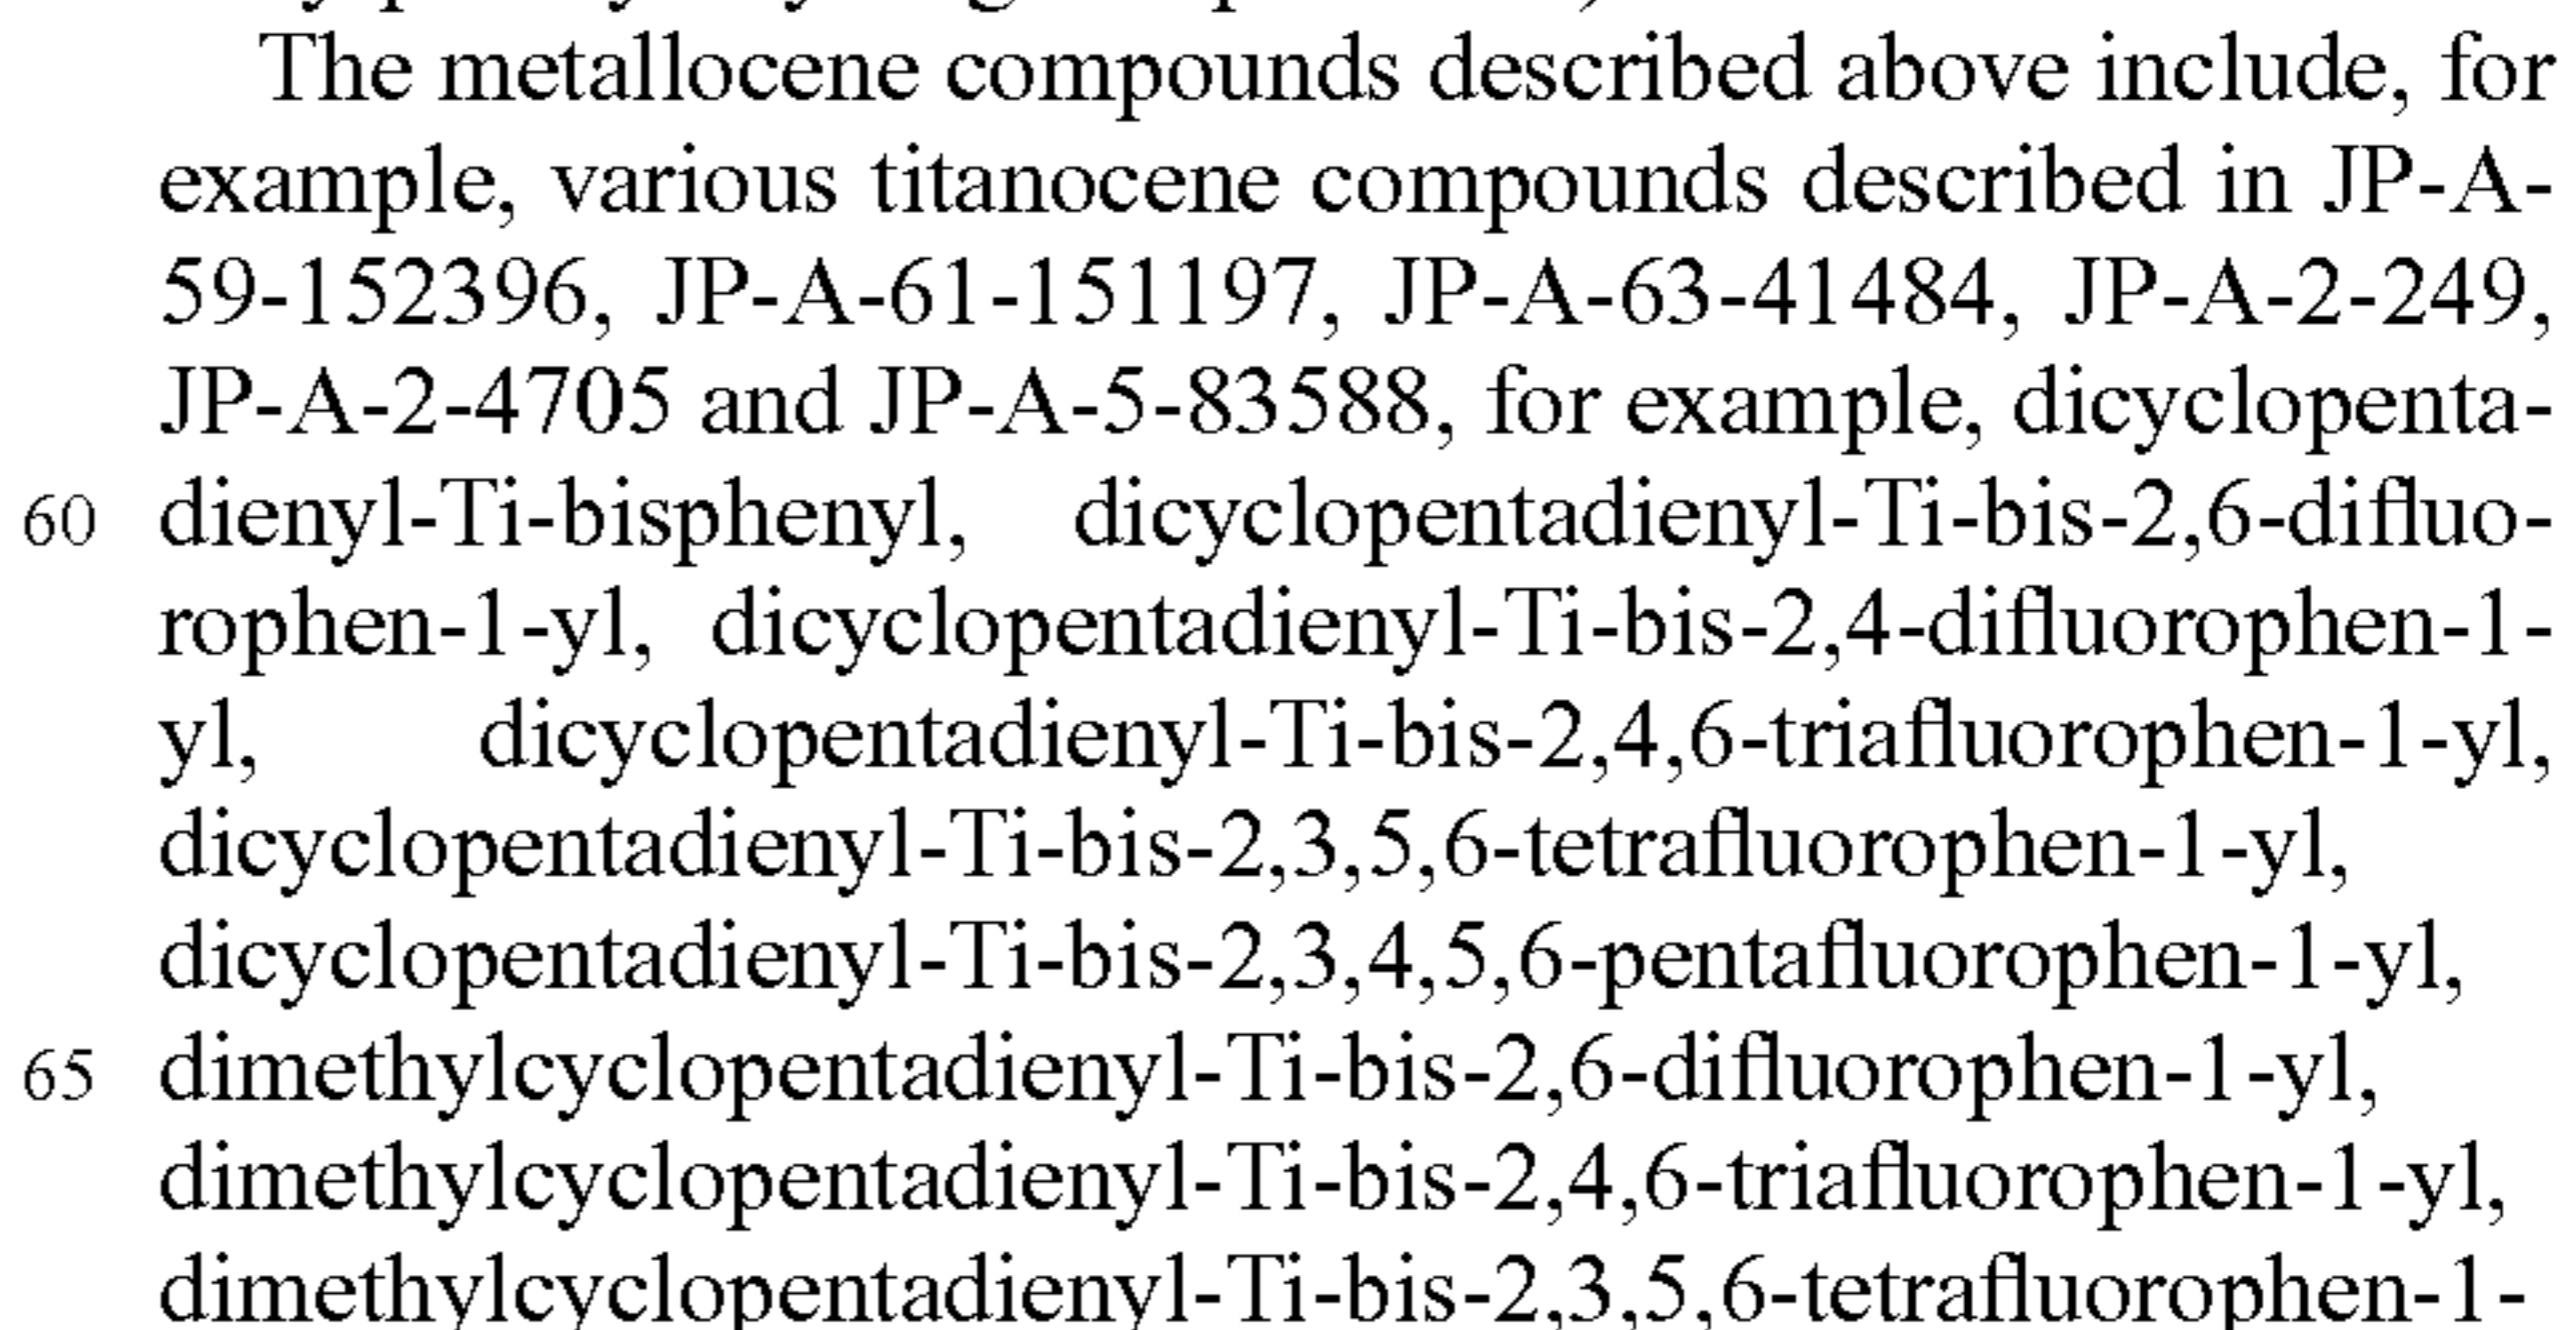 The metallocene compounds described above include, for
example, various titanocene compounds described in JP-A-
59-152396, JP-A-61-151197, JP-A-63-41484, JP-A-2-249,
JP-A-2-4705 and JP-A-5-83588, for example, dicyclopenta-
60 dienyl-Ti-bisphenyl, dicyclopentadienyl-Ti-bis-2,6-difluo-
rophen-1-yl, dicyclopentadienyl-Ti-bis-2,4-difluorophen-1-
yl, dicyclopentadienyl-Ti-bis-2,4,6-triafluorophen-1-yl,
dicyclopentadienyl-Ti-bis-2,3,5,6-tetrafluorophen-1-yl,
dicyclopentadienyl-Ti-bis-2,3,4,5,6-pentafluorophen-1-yl,
65 dimethylcyclopentadienyl-Ti-bis-2,6-difluorophen-1-yl,
dimethylcyclopentadienyl-Ti-bis-2,4,6-triafluorophen-1-yl,
dimethylcyclopentadienyl-Ti-bis-2,3,5,6-tetrafluorophen-1-